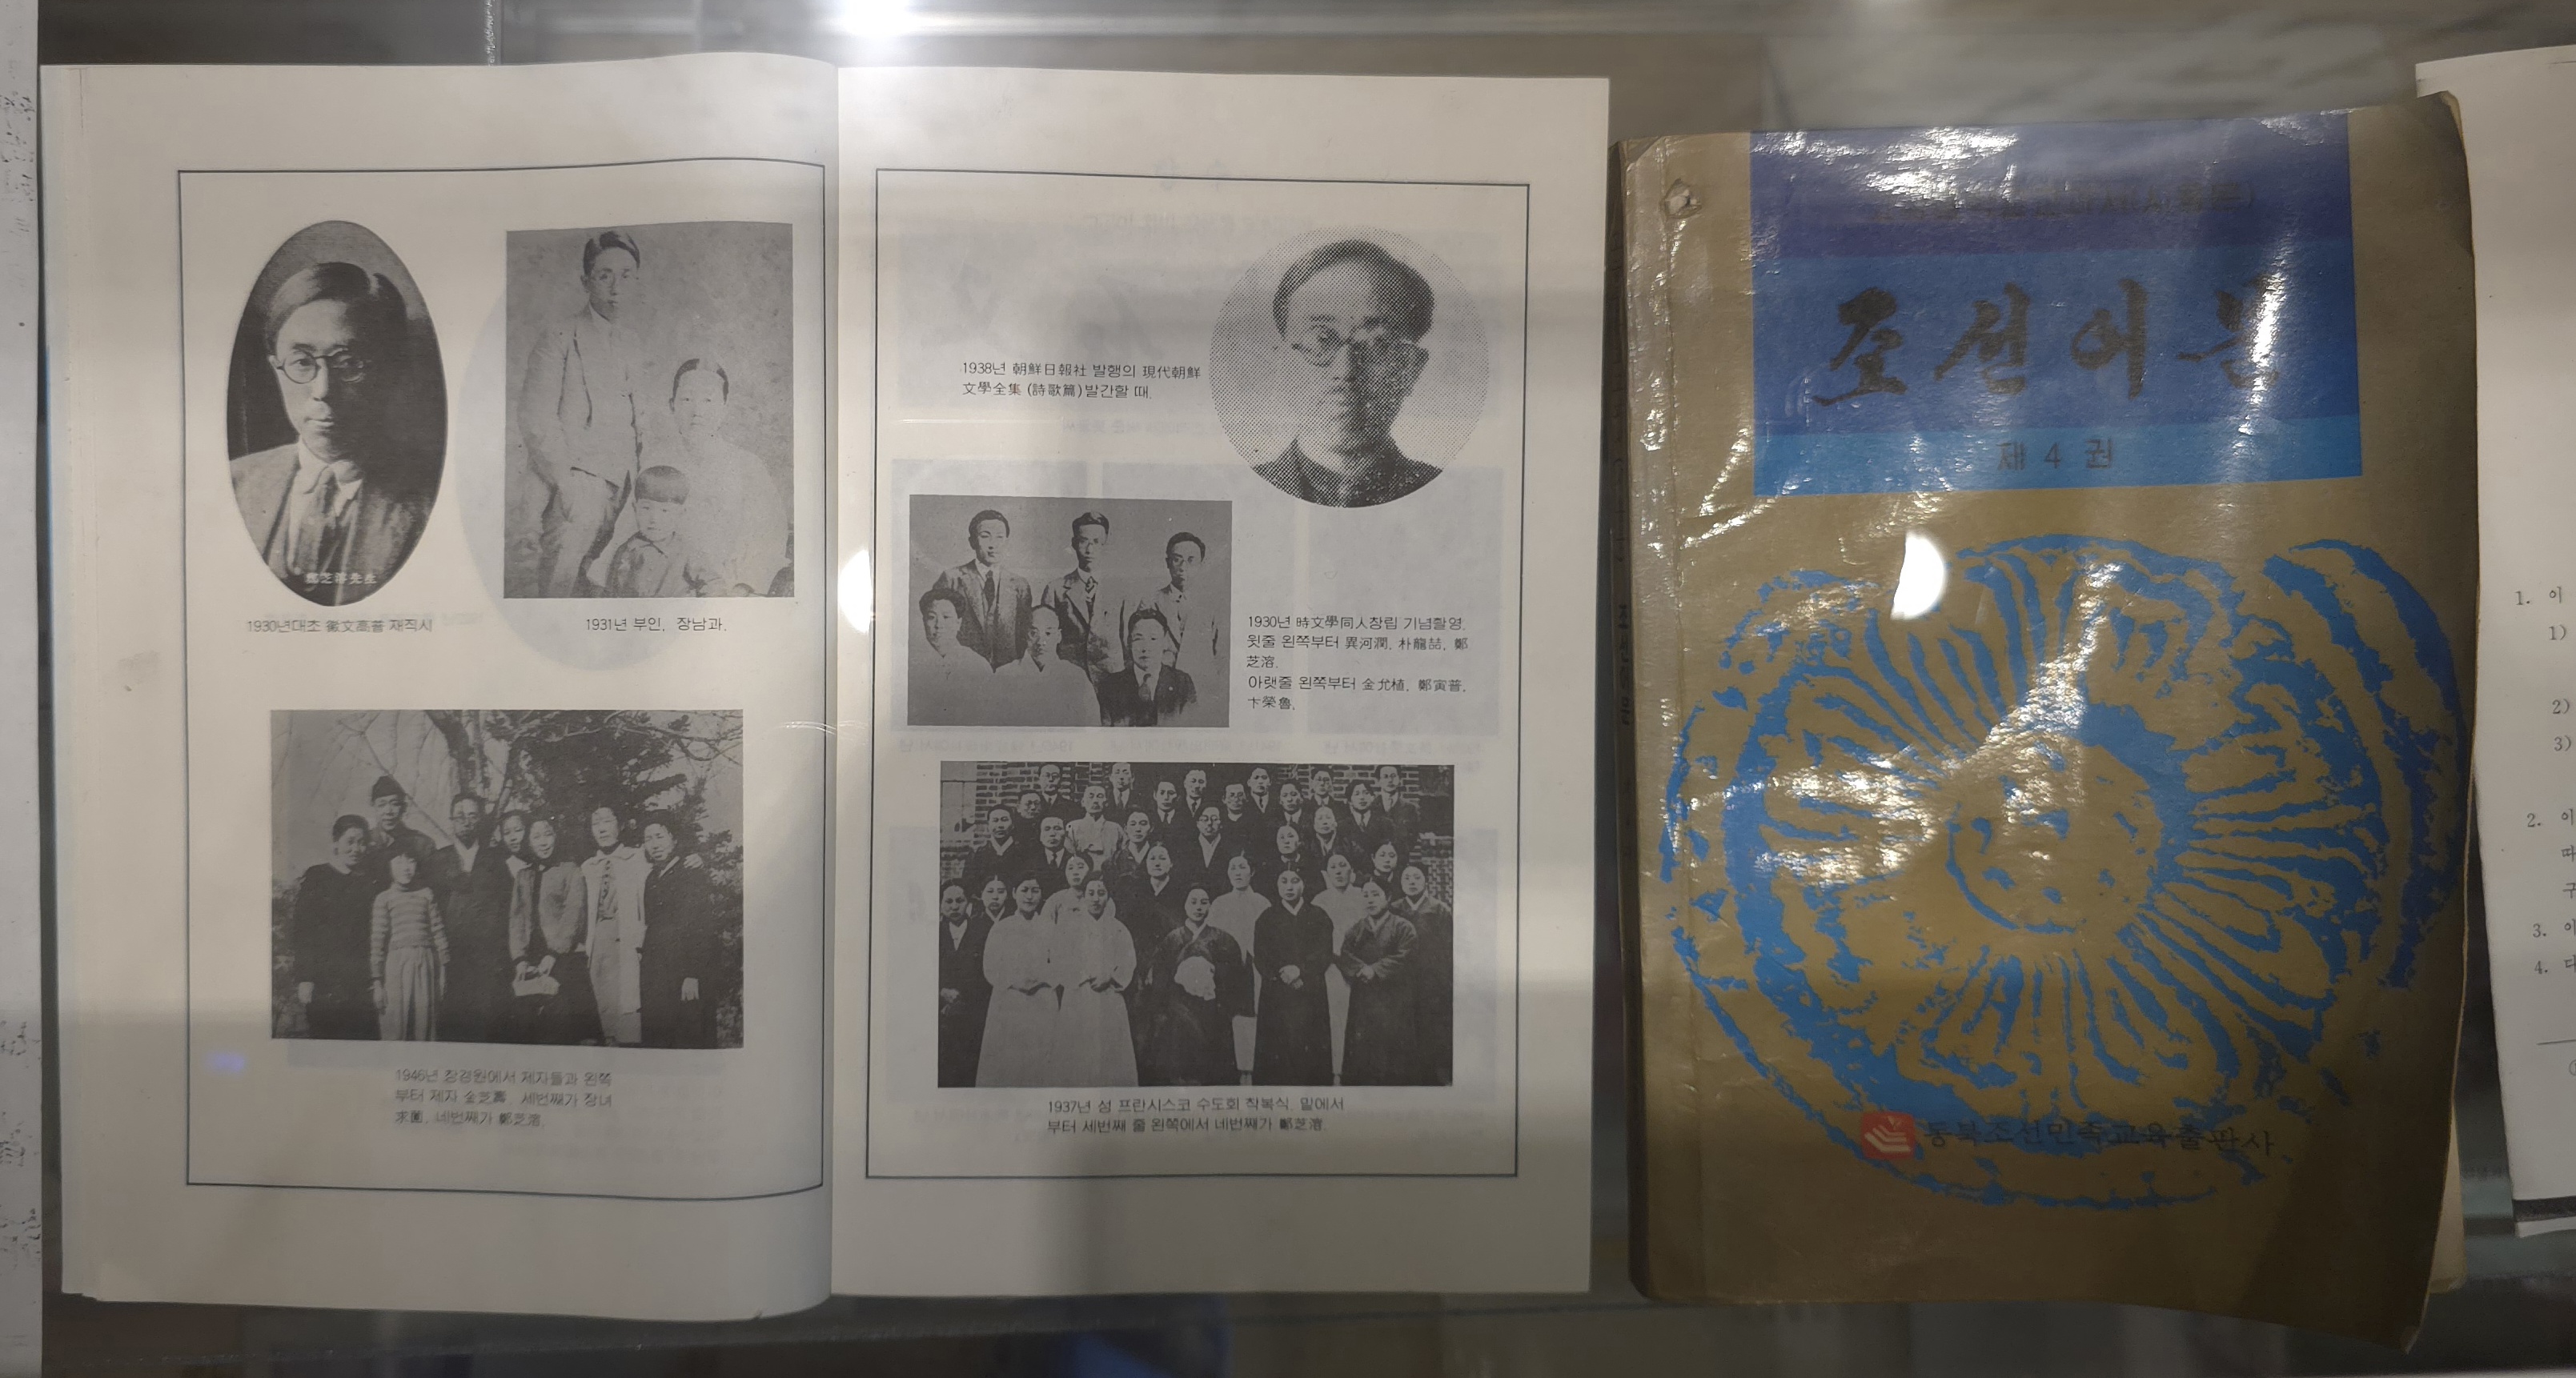 鄭芝溶先生
1930년대초 徽文高普 재직시
1931년 부인, 장남과.
1946년 창경원에서 제자들과 왼쪽
부터 제자 金芝壽 세번째가 장녀
求園, 네번째가 鄭芝溶.
1938년 朝鮮日報社 발행의 現代朝鮮
文學全集 (詩歌篇) 발간할 때.
1930년 時文學同人창립 기념촬영.
윗줄 왼쪽부터 異河潤, 朴龍喆, 鄭
芝溶.
아랫줄 왼쪽부터 金允植, 鄭寅普,
卞榮魯.
1937년 성 프란시스코 수도회 착복식. 밑에서
부터 세번째 줄 왼쪽에서 네번째가 鄭芝溶.
조선어문
제 4 권
동북조선민족교육출판사
1. 이
1)
2)
3)
2. 이
따
구
3. 이
4. 다